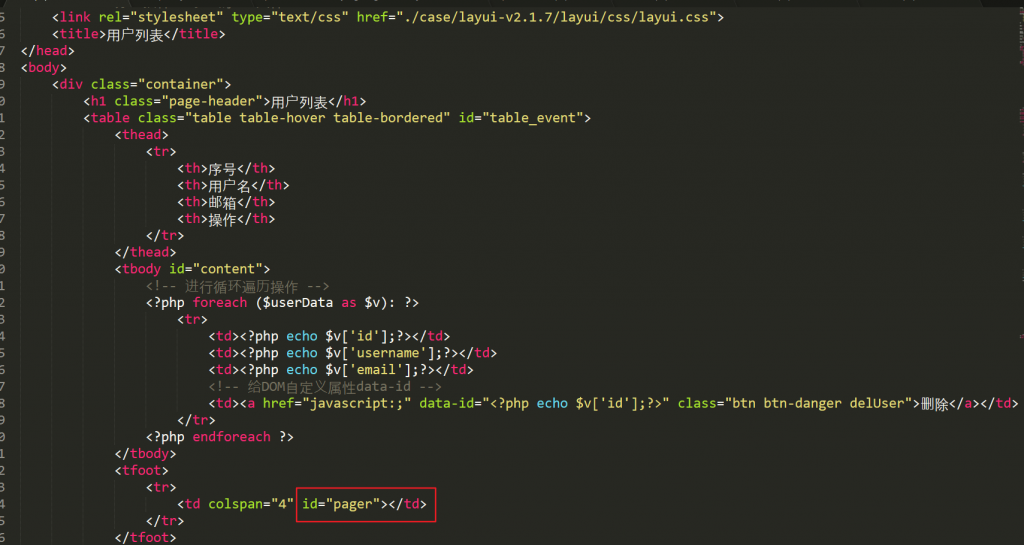 5 <link rel="stylesheet" type="text/css" href="./case/layui-v2.1.7/layui/css/layui.css">
6 <title>用户列表</title>
7 </head>
8 <body>
9 <div class="container">
0 <h1 class="page-header">用户列表</h1>
1 <table class="table table-hover table-bordered" id="table_event">
2 <thead>
3 <tr>
4 <th>序号</th>
5 <th>用户名</th>
6 <th>邮箱</th>
7 <th>操作</th>
8 </tr>
9 </thead>
0 <tbody id="content">
1 <!-- 进行循环遍历操作 -->
2 <?php foreach ($userData as $v): ?>
3 <tr>
4 <td><?php echo $v['id'];?></td>
5 <td><?php echo $v['username'];?></td>
6 <td><?php echo $v['email'];?></td>
7 <!-- 给DOM自定义属性data-id -->
8 <td><a href="javascript:;" data-id="<?php echo $v['id'];?>" class="btn btn-danger delUser">删除</a></td>
9 </tr>
0 <?php endforeach ?>
1 </tbody>
2 <tfoot>
3 <tr>
4 <td colspan="4" id="pager"></td>
5 </tr>
6 </tfoot>